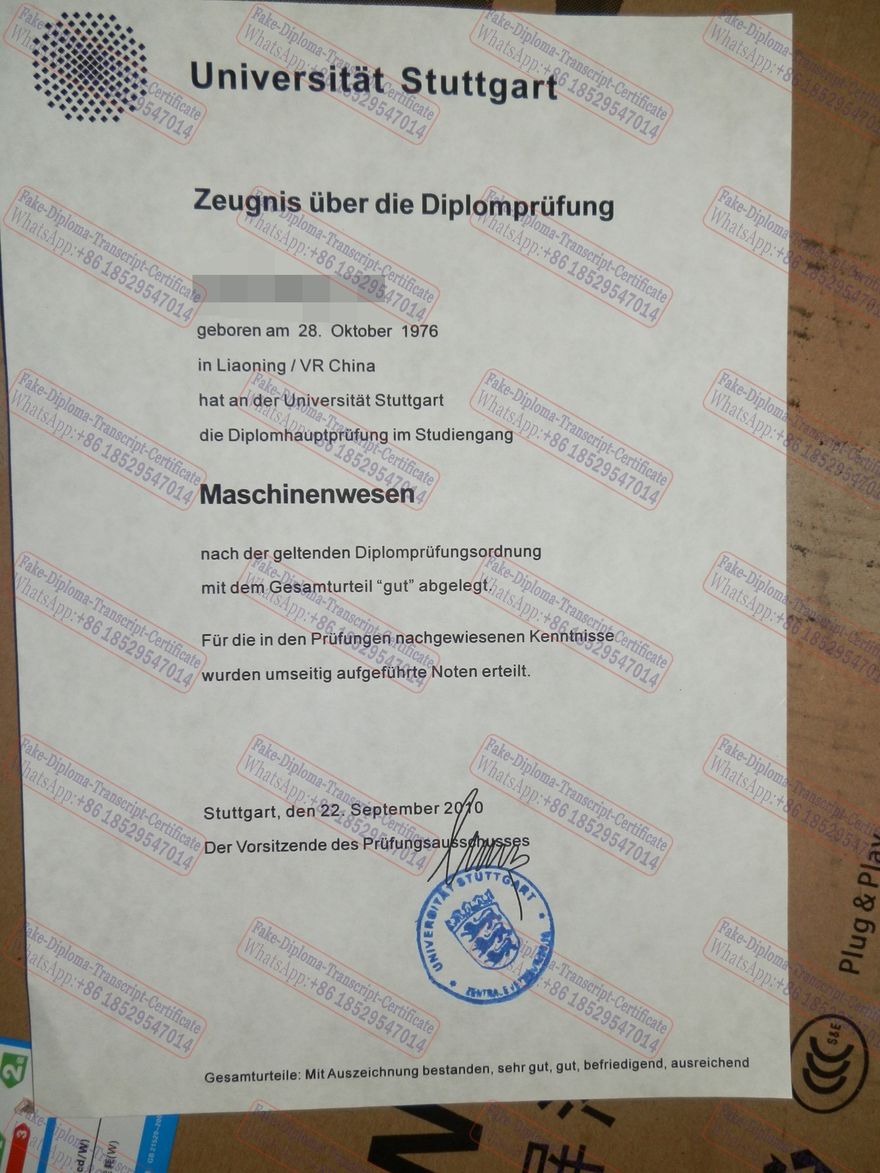 Universität Stuttgart
Zeugnis über die Diplomprüfung
geboren am 28. Oktober 1976
in Liaoning / VR China
hat an der Universität Stuttgart
die Diplomhauptprüfung im Studiengang
Maschinenwesen
nach der geltenden Diplomprüfungsordnung
mit dem Gesamturteil “gut” abgelegt.
Für die in den Prüfungen nachgewiesenen Kenntnisse
wurden umseitig aufgeführte Noten erteilt.
Stuttgart, den 22. September 2010
Der Vorsitzende des Prüfungsausschusses
UNIVERSITÄT STUTTGART
Gesamturteile: Mit Auszeichnung bestanden, sehr gut, gut, befriedigend, ausreichend
Fake-Diploma-Transcript-Certificate
WhatsApp:+86 18529547014
Plug & Play
S&E